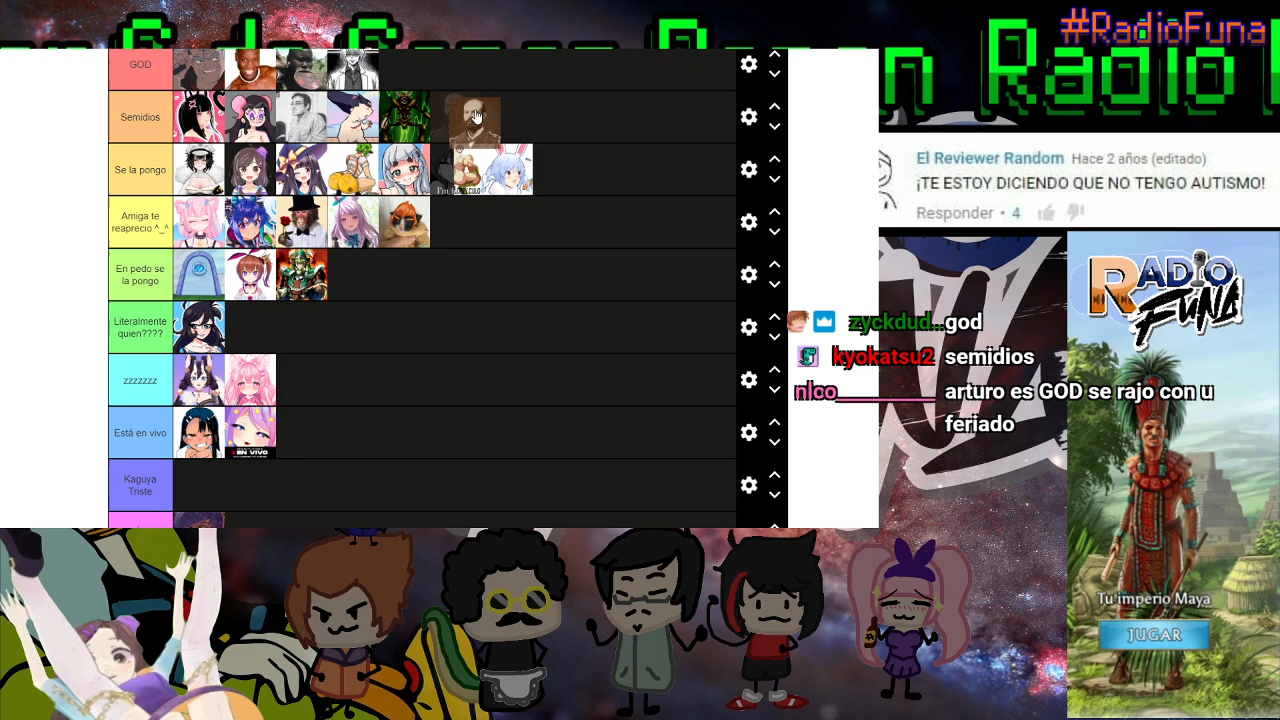 #RadioFuna
n Radio
GOD
Semidios
Se la pongo
Amiga te
reaprecio ^_^
En pedo se
la pongo
Literalmente
quien????
zzzzzzz
Está en vivo
EN VIVO
Kaguya
Triste
El Reviewer Random Hace 2 años (editado)
¡TE ESTOY DICIENDO QUE NO TENGO AUTISMO!
Responder • 4
zyckdud...god
kyokatsu2 semidios
nlco__________ arturo es GOD se rajo con u
feriado
RADIO
FUNA
Tu imperio Maya
JUGAR